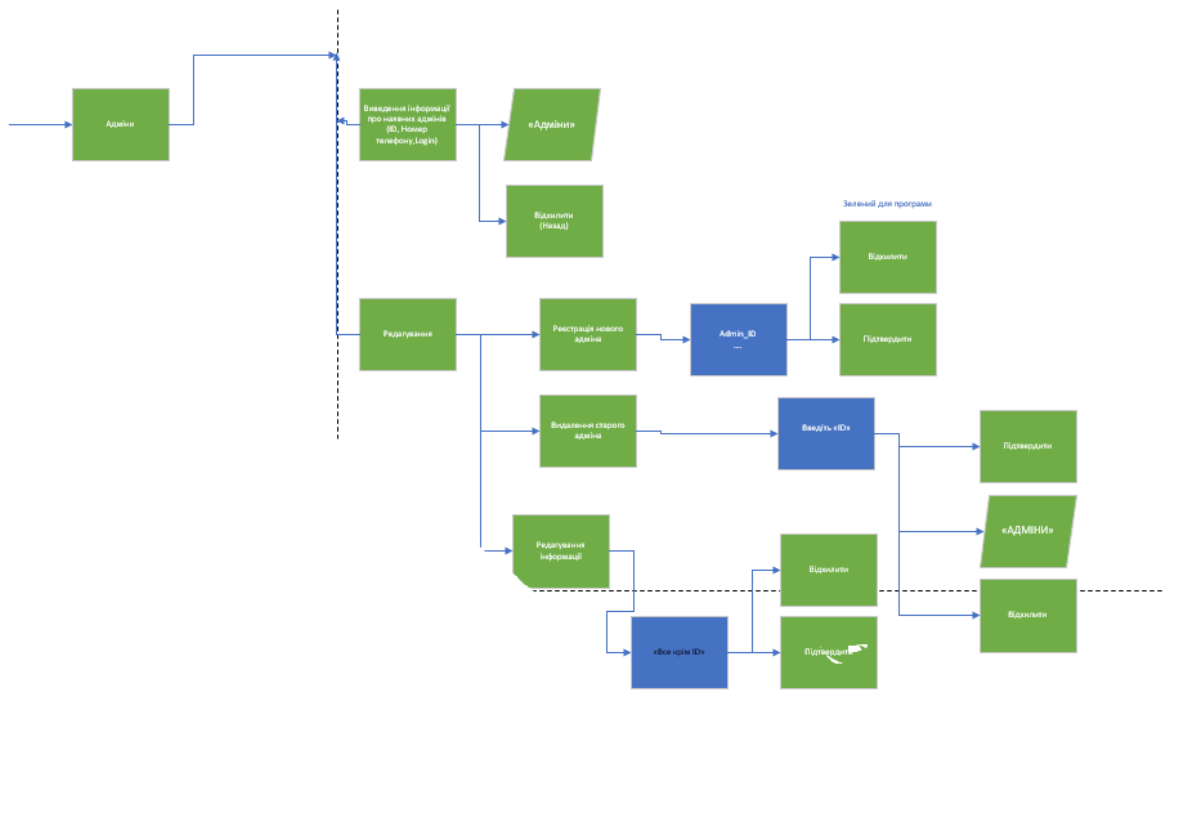 Адміни
Виведення інформації
про наявних адмінів
(ID, Номер
телефону,Login)
«Адміни»
Відхилити
(Назад)
Зелений для програми
Відхилити
Редагування
Реєстрація нового
адміна
Admin_ID
...
Підтвердити
Видалення старого
адміна
Введіть «ID»
Підтвердити
«АДМІНИ»
Редагування
інформації
Відхилити
Відхилити
«Все крім ID»
Підтвердити